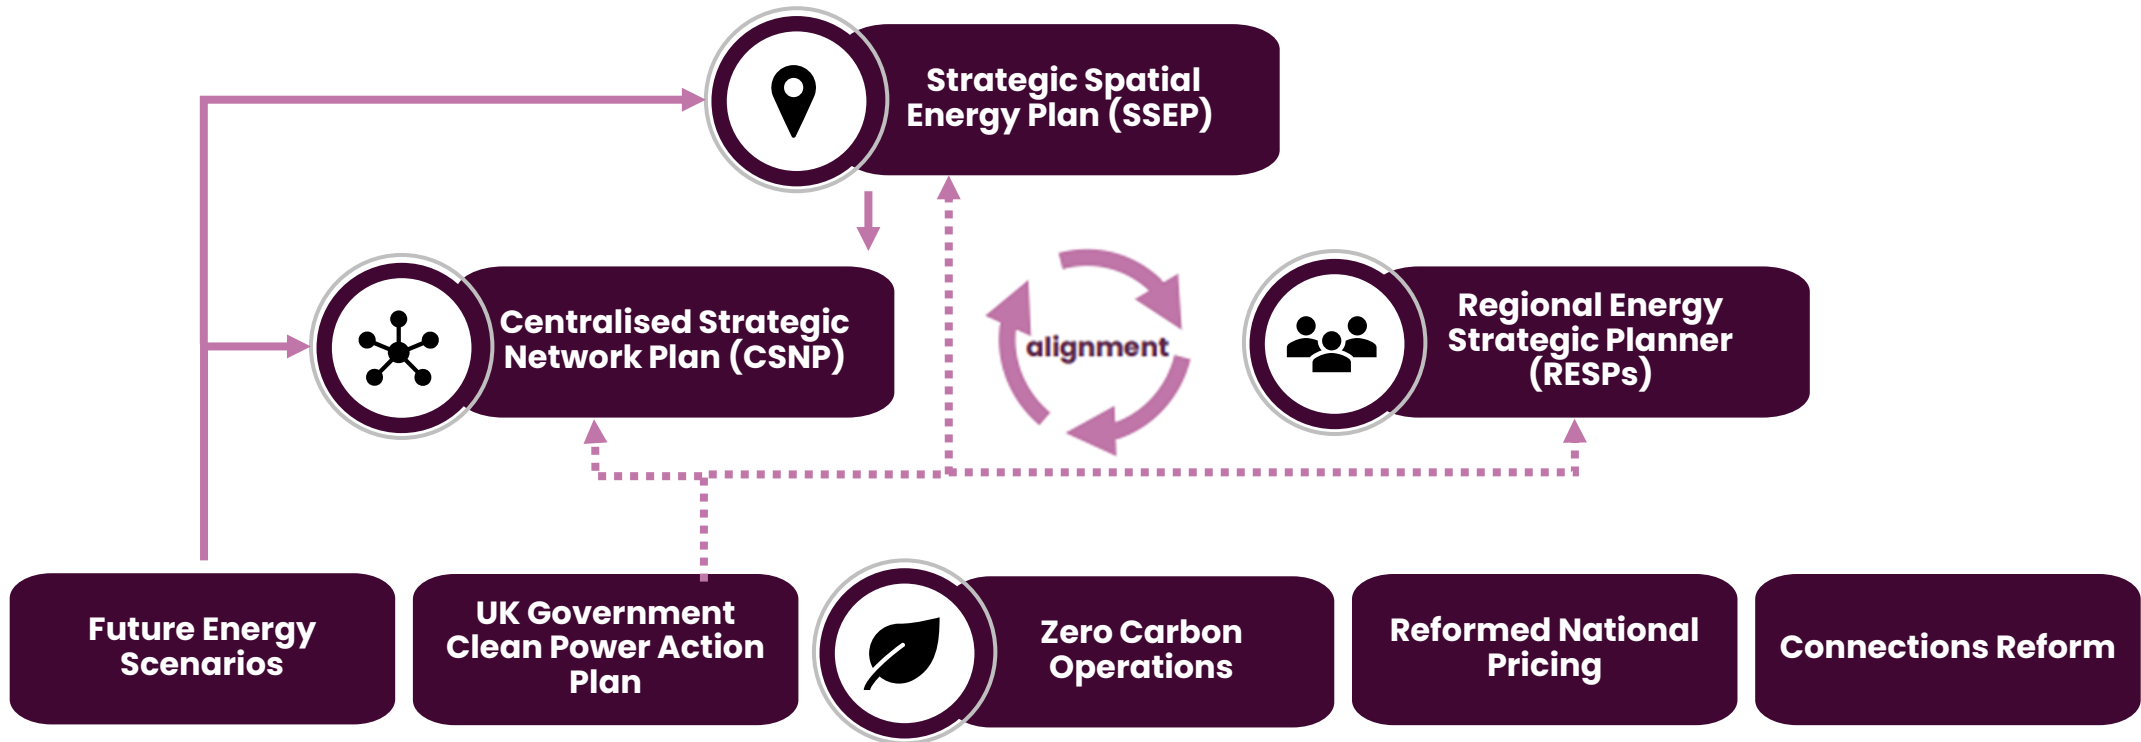 Strategic Spatial
Energy Plan (SSEP)
Centralised Strategic
Network Plan (CSNP)
alignment
Regional Energy
Strategic Planner
(RESPs)
Future Energy
Scenarios
UK Government
Clean Power Action
Plan
Zero Carbon
Operations
Reformed National
Pricing
Connections Reform